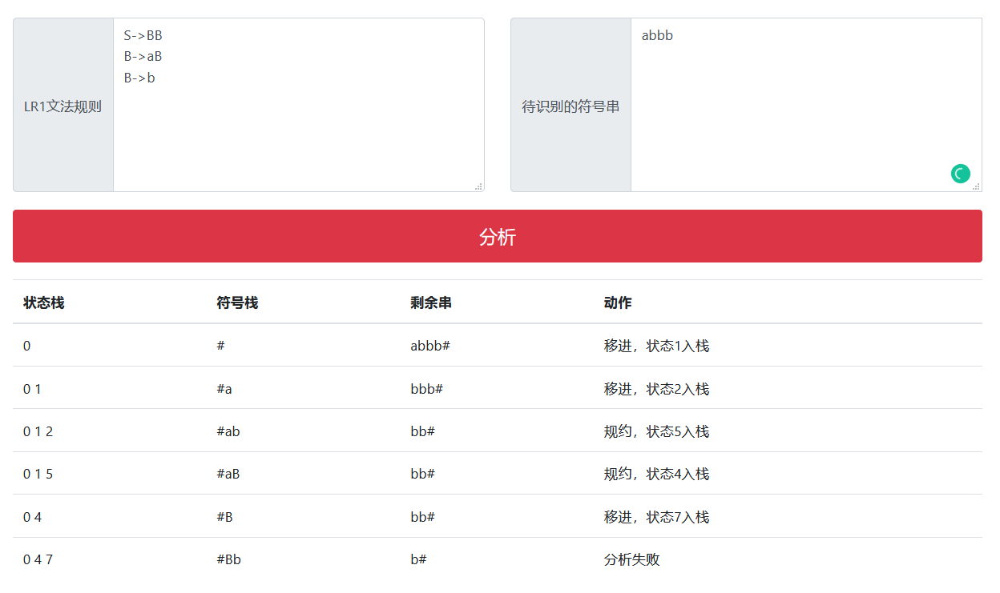 LR1文法规则
S->BB
B->aB
B->b
待识别的符号串
abbb
分析
状态栈 符号栈 剩余串 动作
0 # abbb# 移进，状态1入栈
0 1 #a bbb# 移进，状态2入栈
0 1 2 #ab bb# 规约，状态5入栈
0 1 5 #aB bb# 规约，状态4入栈
0 4 #B bb# 移进，状态7入栈
0 4 7 #Bb b# 分析失败